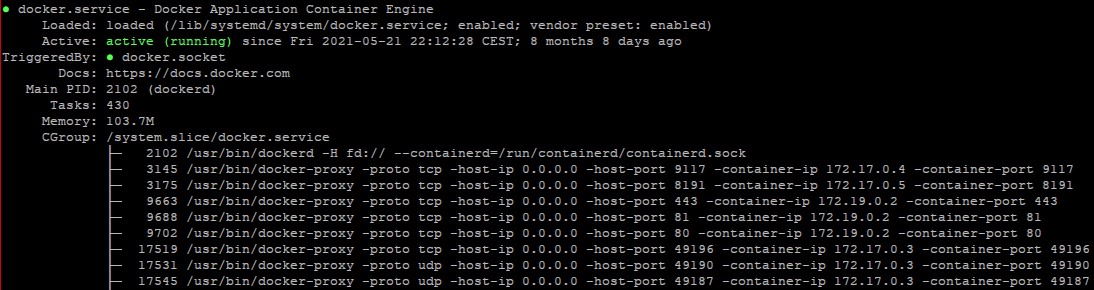 ● docker.service - Docker Application Container Engine
Loaded: loaded (/lib/systemd/system/docker.service; enabled; vendor preset: enabled)
Active: active (running) since Fri 2021-05-21 22:12:28 CEST; 8 months 8 days ago
TriggeredBy: ● docker.socket
Docs: https://docs.docker.com
Main PID: 2102 (dockerd)
Tasks: 430
Memory: 103.7M
CGroup: /system.slice/docker.service
├─ 2102 /usr/bin/dockerd -H fd:// --containerd=/run/containerd/containerd.sock
├─ 3145 /usr/bin/docker-proxy -proto tcp -host-ip 0.0.0.0 -host-port 9117 -container-ip 172.17.0.4 -container-port 9117
├─ 3175 /usr/bin/docker-proxy -proto tcp -host-ip 0.0.0.0 -host-port 8191 -container-ip 172.17.0.5 -container-port 8191
├─ 9663 /usr/bin/docker-proxy -proto tcp -host-ip 0.0.0.0 -host-port 443 -container-ip 172.19.0.2 -container-port 443
├─ 9688 /usr/bin/docker-proxy -proto tcp -host-ip 0.0.0.0 -host-port 81 -container-ip 172.19.0.2 -container-port 81
├─ 9702 /usr/bin/docker-proxy -proto tcp -host-ip 0.0.0.0 -host-port 80 -container-ip 172.19.0.2 -container-port 80
├─ 17519 /usr/bin/docker-proxy -proto tcp -host-ip 0.0.0.0 -host-port 49196 -container-ip 172.17.0.3 -container-port 49196
├─ 17531 /usr/bin/docker-proxy -proto udp -host-ip 0.0.0.0 -host-port 49190 -container-ip 172.17.0.3 -container-port 49190
├─ 17545 /usr/bin/docker-proxy -proto udp -host-ip 0.0.0.0 -host-port 49187 -container-ip 172.17.0.3 -container-port 49187